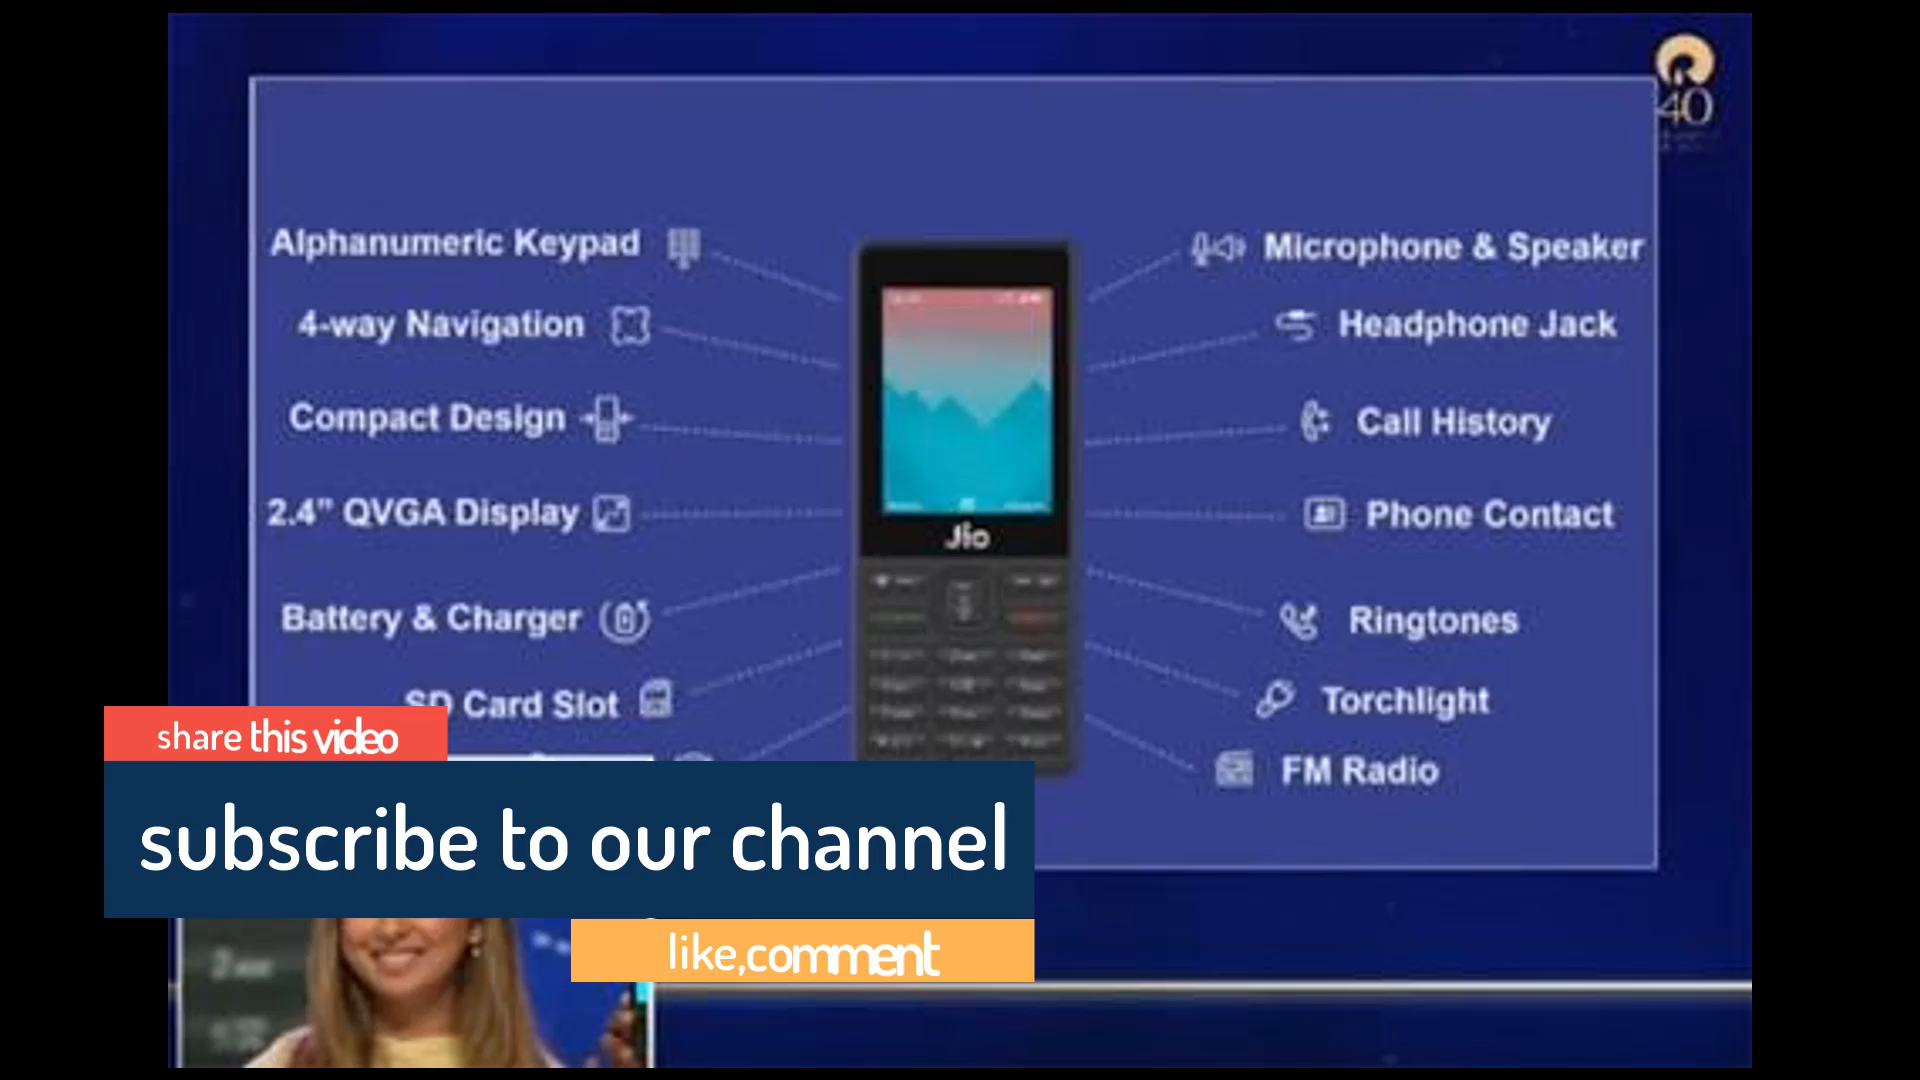 40
Alphanumeric Keypad
4-way Navigation
Compact Design
2.4” QVGA Display
Battery & Charger
SD Card Slot
Jio
Microphone & Speaker
Headphone Jack
Call History
Phone Contact
Ringtones
Torchlight
FM Radio
share this video
subscribe to our channel
like,comment